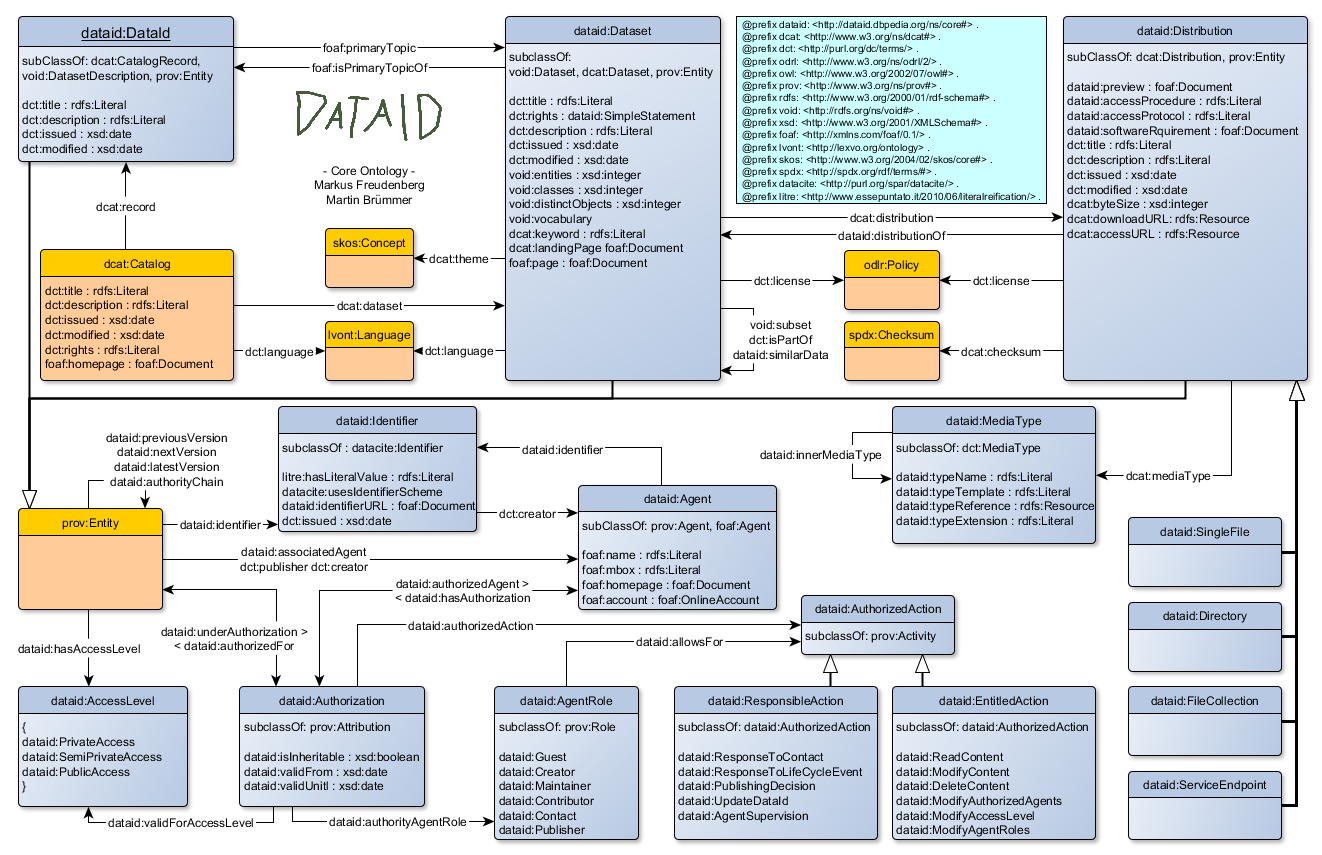 dataid:DataId
subClassOf: dcat:CatalogRecord,
void:DatasetDescription, prov:Entity
dct:title : rdfs:Literal
dct:description : rdfs:Literal
dct:issued : xsd:date
dct:modified : xsd:date
foaf:primaryTopic
foaf:isPrimaryTopicOf
DATAID
- Core Ontology -
Markus Freudenberg
Martin Brümmer
dataid:Dataset
subclassOf:
void:Dataset, dcat:Dataset, prov:Entity
dct:title : rdfs:Literal
dct:rights : dataid:SimpleStatement
dct:description : rdfs:Literal
dct:issued : xsd:date
dct:modified : xsd:date
void:entities : xsd:integer
void:classes : xsd:integer
void:distinctObjects : xsd:integer
void:vocabulary
dcat:keyword : rdfs:Literal
dcat:landingPage foaf:Document
foaf:page : foaf:Document
@prefix dataid: <http://dataid.dbpedia.org/ns/core#> .
@prefix dcat: <http://www.w3.org/ns/dcat#> .
@prefix dct: <http://purl.org/dc/terms/> .
@prefix odrl: <http://www.w3.org/ns/odrl/2/> .
@prefix owl: <http://www.w3.org/2002/07/owl#> .
@prefix prov: <http://www.w3.org/ns/prov#> .
@prefix rdfs: <http://www.w3.org/2000/01/rdf-schema#> .
@prefix void: <http://rdfs.org/ns/void#> .
@prefix xsd: <http://www.w3.org/2001/XMLSchema#> .
@prefix foaf: <http://xmlns.com/foaf/0.1/> .
@prefix lvont: <http://lexvo.org/ontology> .
@prefix skos: <http://www.w3.org/2004/02/skos/core#> .
@prefix spdx: <http://spdx.org/rdf/terms/#> .
@prefix datacite: <http://purl.org/spar/datacite/> .
@prefix litre: <http://www.essepuntato.it/2010/06/literalreification/> .
dataid:Distribution
subClassOf: dcat:Distribution, prov:Entity
dataid:preview : foaf:Document
dataid:accessProcedure : rdfs:Literal
dataid:accessProtocol : rdfs:Literal
dataid:softwareRquirement : foaf:Document
dct:title : rdfs:Literal
dct:description : rdfs:Literal
dct:issued : xsd:date
dct:modified : xsd:date
dcat:byteSize : xsd:integer
dcat:downloadURL: rdfs:Resource
dcat:accessURL : rdfs:Resource
dcat:record
dcat:Catalog
dct:title : rdfs:Literal
dct:description : rdfs:Literal
dct:issued : xsd:date
dct:modified : xsd:date
dct:rights : rdfs:Literal
foaf:homepage : foaf:Document
skos:Concept
dcat:theme
dcat:dataset
dct:language
lvont:Language
dct:language
dcat:distribution
dataid:distributionOf
dct:license
odlr:Policy
dct:license
void:subset
dct:isPartOf
dataid:similarData
spdx:Checksum
dcat:checksum
dataid:previousVersion
dataid:nextVersion
dataid:latestVersion
dataid:authorityChain
dataid:Identifier
subclassOf : datacite:Identifier
litre:hasLiteralValue : rdfs:Literal
datacite:usesIdentifierScheme
dataid:identifierURL : foaf:Document
dct:issued : xsd:date
dataid:identifier
dataid:innerMediaType
dataid:MediaType
subclassOf: dct:MediaType
dataid:typeName : rdfs:Literal
dataid:typeTemplate : rdfs:Literal
dataid:typeReference : rdfs:Resource
dataid:typeExtension : rdfs:Literal
dcat:mediaType
prov:Entity
dataid:identifier
dct:creator
dataid:Agent
subClassOf: prov:Agent, foaf:Agent
foaf:name : rdfs:Literal
foaf:mbox : rdfs:Literal
foaf:homepage : foaf:Document
foaf:account : foaf:OnlineAccount
dataid:associatedAgent
dct:publisher dct:creator
dataid:authorizedAgent >
< dataid:hasAuthorization
dataid:SingleFile
dataid:Directory
dataid:FileCollection
dataid:ServiceEndpoint
dataid:underAuthorization >
< dataid:authorizedFor
dataid:authorizedAction
dataid:allowsFor
dataid:AuthorizedAction
subclassOf: prov:Activity
dataid:hasAccessLevel
dataid:AccessLevel
{
dataid:PrivateAccess
dataid:SemiPrivateAccess
dataid:PublicAccess
}
dataid:Authorization
subclassOf: prov:Attribution
dataid:isInheritable : xsd:boolean
dataid:validFrom : xsd:date
dataid:validUnitl : xsd:date
dataid:validForAccessLevel
dataid:authorityAgentRole
dataid:AgentRole
subclassOf: prov:Role
dataid:Guest
dataid:Creator
dataid:Maintainer
dataid:Contributor
dataid:Contact
dataid:Publisher
dataid:ResponsibleAction
subclassOf: dataid:AuthorizedAction
dataid:ResponseToContact
dataid:ResponseToLifeCycleEvent
dataid:PublishingDecision
dataid:UpdateDataId
dataid:AgentSupervision
dataid:EntitledAction
subclassOf: dataid:AuthorizedAction
dataid:ReadContent
dataid:ModifyContent
dataid:DeleteContent
dataid:ModifyAuthorizedAgents
dataid:ModifyAccessLevel
dataid:ModifyAgentRoles